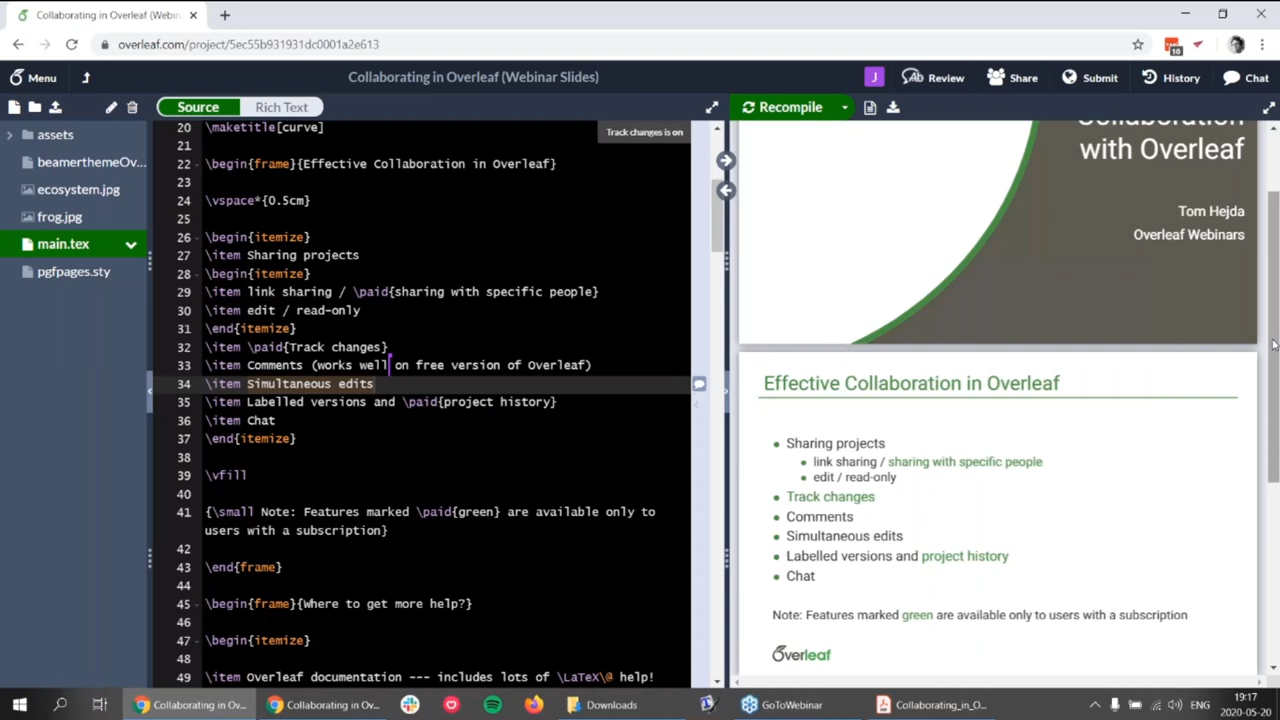 Collaborating in Overleaf (Webin
overleaf.com/project/5ec55b931931dc0001a2e613
10
Menu
Collaborating in Overleaf (Webinar Slides)
J
Review
Share
Submit
History
Chat
Source
Rich Text
Recompile
assets
beamerthemeOv...
ecosystem.jpg
frog.jpg
main.tex
pgfpages.sty
Track changes is on
20 \maketitle[curve]
21
22 \begin{frame}{Effective Collaboration in Overleaf}
23
24 \vspace*{0.5cm}
25
26 \begin{itemize}
27 \item Sharing projects
28 \begin{itemize}
29 \item link sharing / \paid{sharing with specific people}
30 \item edit / read-only
31 \end{itemize}
32 \item \paid{Track changes}
33 \item Comments (works well on free version of Overleaf)
34 \item Simultaneous edits
35 \item Labelled versions and \paid{project history}
36 \item Chat
37 \end{itemize}
38
39 \vfill
40
41 {\small Note: Features marked \paid{green} are available only to
users with a subscription}
42
43 \end{frame}
44
45 \begin{frame}{Where to get more help?}
46
47 \begin{itemize}
48
49 \item Overleaf documentation --- includes lots of \LaTeX\@ help!
Collaboration
with Overleaf
Tom Hejda
Overleaf Webinars
Effective Collaboration in Overleaf
• Sharing projects
• link sharing / sharing with specific people
• edit / read-only
• Track changes
• Comments
• Simultaneous edits
• Labelled versions and project history
• Chat
Note: Features marked green are available only to users with a subscription
Overleaf
Collaborating in Ov...
Collaborating in Ov...
Downloads
GoToWebinar
Collaborating_in_O...
ENG
19:17
2020-05-20